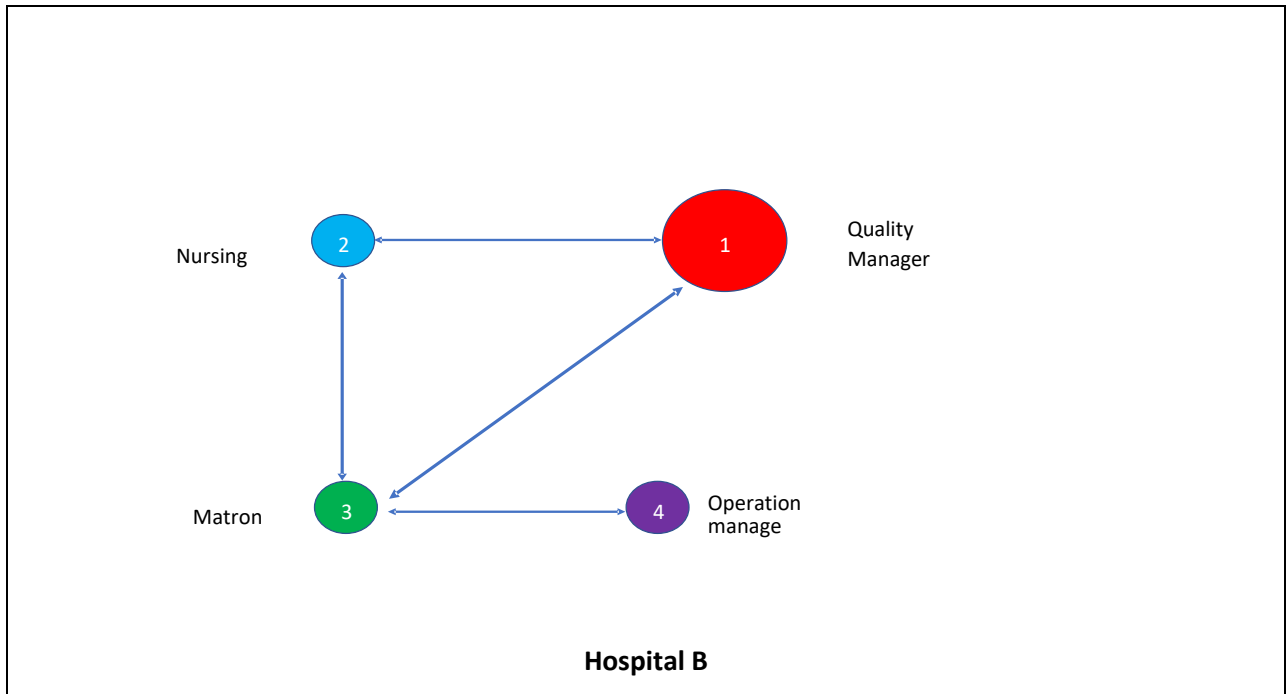 2
1
Quality
Manager
Nursing
3
4
Matron
Operation
manage
Hospital B